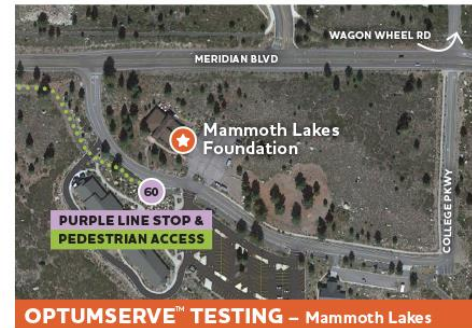 WAGON WHEEL RD
MERIDIAN BLVD
Mammoth Lakes
Foundation
60
PURPLE LINE STOP &
PEDESTRIAN ACCESS
COLLEGE PKWY
OPTUMSERVE™ TESTING – Mammoth Lakes